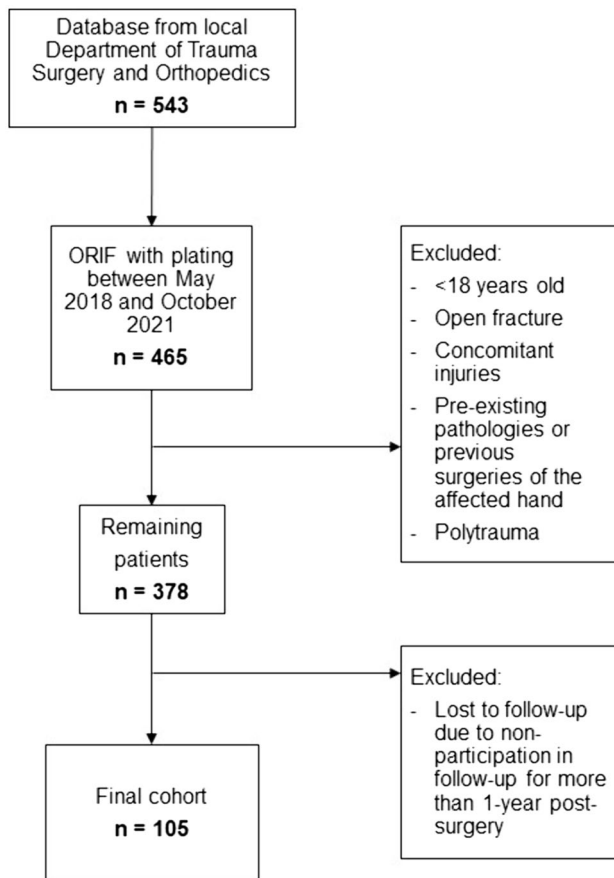 Database from local
Department of Trauma
Surgery and Orthopedics
n = 543
ORIF with plating
between May
2018 and October
2021
n = 465
Excluded:
- <18 years old
- Open fracture
- Concomitant
injuries
- Pre-existing
pathologies or
previous
surgeries of the
affected hand
- Polytrauma
Remaining
patients
n = 378
Excluded:
- Lost to follow-up
due to non-
participation in
follow-up for more
than 1-year post-
surgery
Final cohort
n = 105